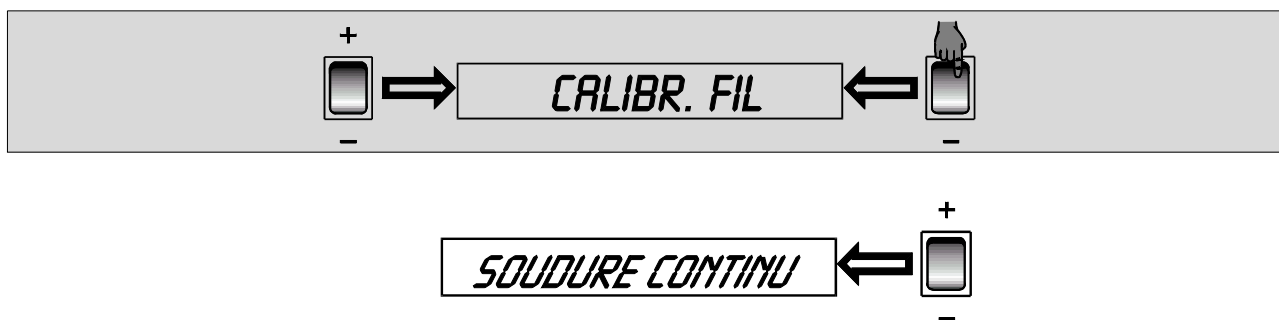 +
CALIBR. FIL
– –
+
SOUDURE CONTINU
–